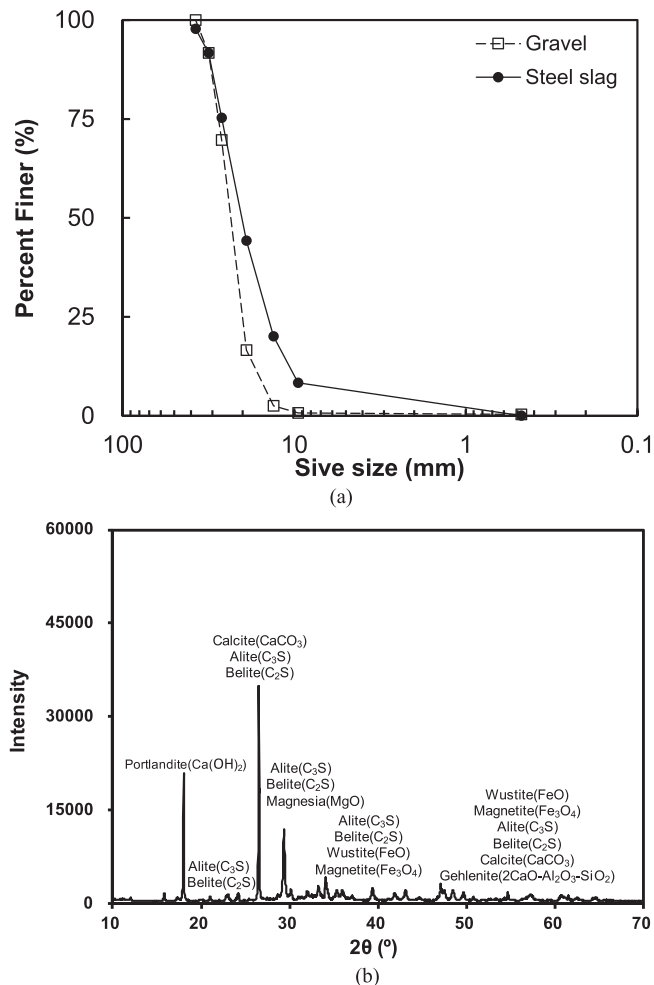 100
75
50
25
0
Percent Finer (%)
Gravel
Steel slag
100
10
1
0.1
Sive size (mm)
(a)
60000
45000
30000
15000
0
Intensity
Calcite(CaCO₃)
Alite(C₃S)
Belite(C₂S)
Portlandite(Ca(OH)₂)
Alite(C₃S)
Belite(C₂S)
Alite(C₃S)
Belite(C₂S)
Magnesia(MgO)
Alite(C₃S)
Belite(C₂S)
Wustite(FeO)
Magnetite(Fe₃O₄)
Wustite(FeO)
Magnetite(Fe₃O₄)
Alite(C₃S)
Belite(C₂S)
Calcite(CaCO₃)
Gehlenite(2CaO-Al₂O₃-SiO₂)
10
20
30
40
50
60
70
2θ (º)
(b)